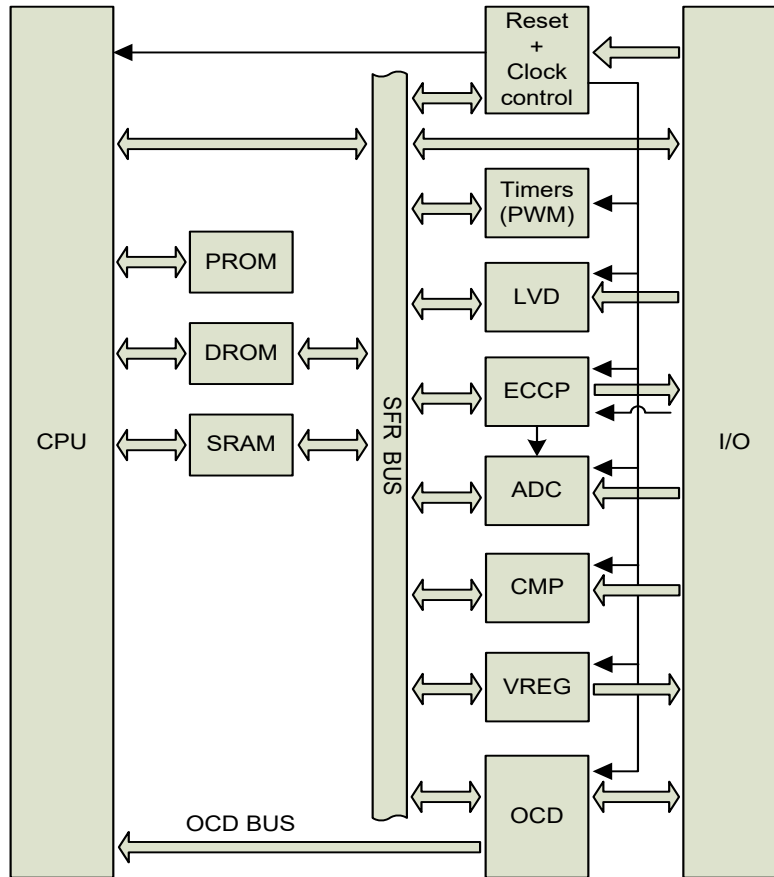 Reset
+
Clock
control
Timers
(PWM)
PROM
LVD
DROM
ECCP
CPU
SRAM
SFR BUS
I/O
ADC
CMP
VREG
OCD BUS
OCD